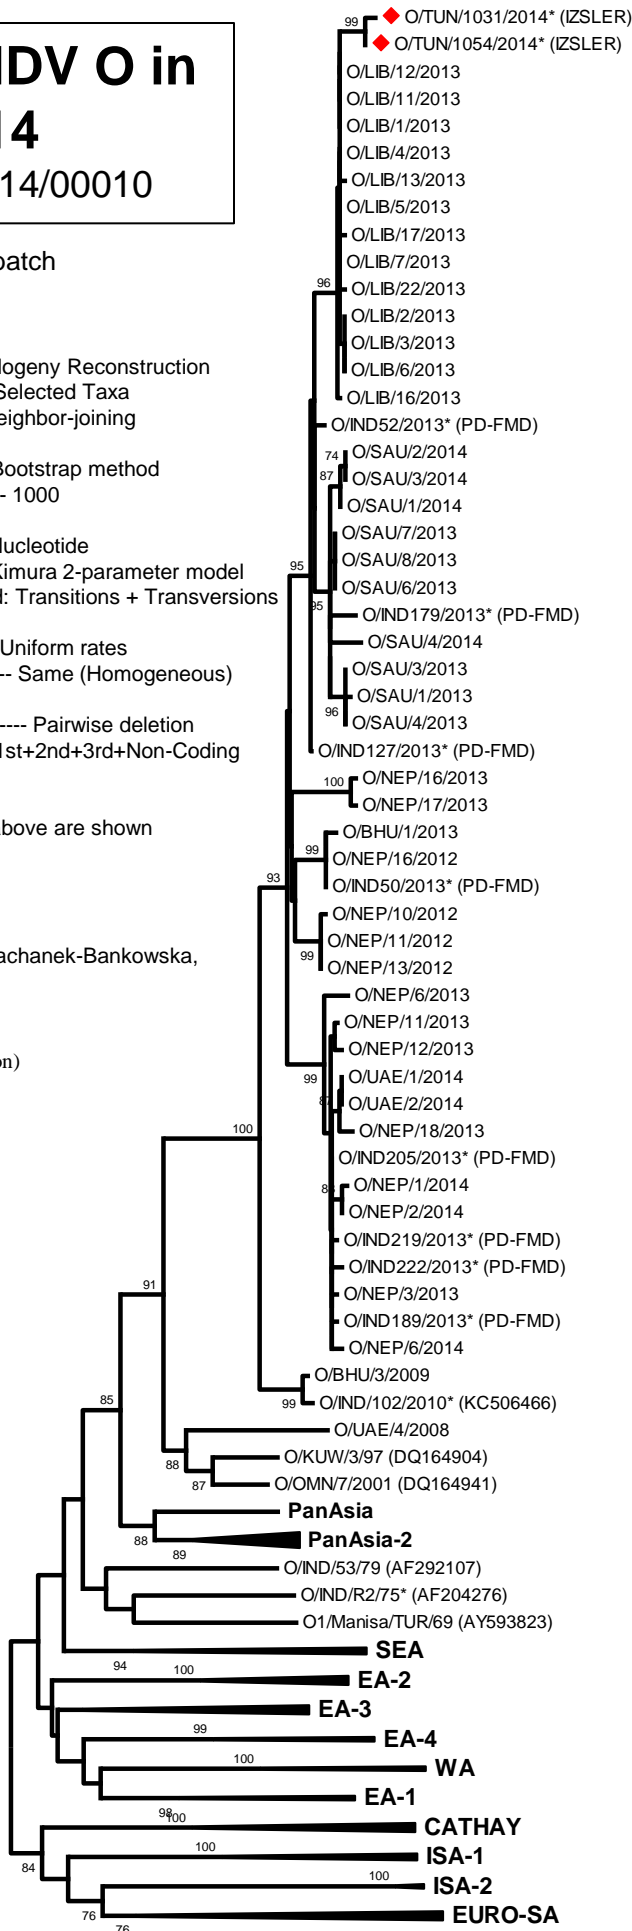 MDV O in
14
14/00010
batch
logeny Reconstruction
Selected Taxa
eighbor-joining
Bootstrap method
- 1000
Nucleotide
Kimura 2-parameter model
d: Transitions + Transversions
Uniform rates
-- Same (Homogeneous)
---- Pairwise deletion
1st+2nd+3rd+Non-Coding
above are shown
achanek-Bankowska,
on)
99
O/TUN/1031/2014* (IZSLER)
O/TUN/1054/2014* (IZSLER)
O/LIB/12/2013
O/LIB/11/2013
O/LIB/1/2013
O/LIB/4/2013
O/LIB/13/2013
O/LIB/5/2013
O/LIB/17/2013
O/LIB/7/2013
96
O/LIB/22/2013
O/LIB/2/2013
O/LIB/3/2013
O/LIB/6/2013
O/LIB/16/2013
O/IND52/2013* (PD-FMD)
74
O/SAU/2/2014
87
O/SAU/3/2014
O/SAU/1/2014
O/SAU/7/2013
O/SAU/8/2013
95
O/SAU/6/2013
95
O/IND179/2013* (PD-FMD)
O/SAU/4/2014
O/SAU/3/2013
O/SAU/1/2013
96
O/SAU/4/2013
O/IND127/2013* (PD-FMD)
100
O/NEP/16/2013
O/NEP/17/2013
O/BHU/1/2013
99
O/NEP/16/2012
93
O/IND50/2013* (PD-FMD)
O/NEP/10/2012
O/NEP/11/2012
99
O/NEP/13/2012
O/NEP/6/2013
O/NEP/11/2013
O/NEP/12/2013
99
O/UAE/1/2014
O/UAE/2/2014
100
O/NEP/18/2013
O/IND205/2013* (PD-FMD)
O/NEP/1/2014
O/NEP/2/2014
O/IND219/2013* (PD-FMD)
O/IND222/2013* (PD-FMD)
91
O/NEP/3/2013
O/IND189/2013* (PD-FMD)
O/NEP/6/2014
O/BHU/3/2009
85
99
O/IND/102/2010* (KC506466)
O/UAE/4/2008
88
O/KUW/3/97 (DQ164904)
87
O/OMN/7/2001 (DQ164941)
PanAsia
88
PanAsia-2
89
O/IND/53/79 (AF292107)
O/IND/R2/75* (AF204276)
O1/Manisa/TUR/69 (AY593823)
SEA
94
100
EA-2
EA-3
99
EA-4
100
WA
EA-1
98
100
CATHAY
100
ISA-1
84
100
ISA-2
76
EURO-SA
76